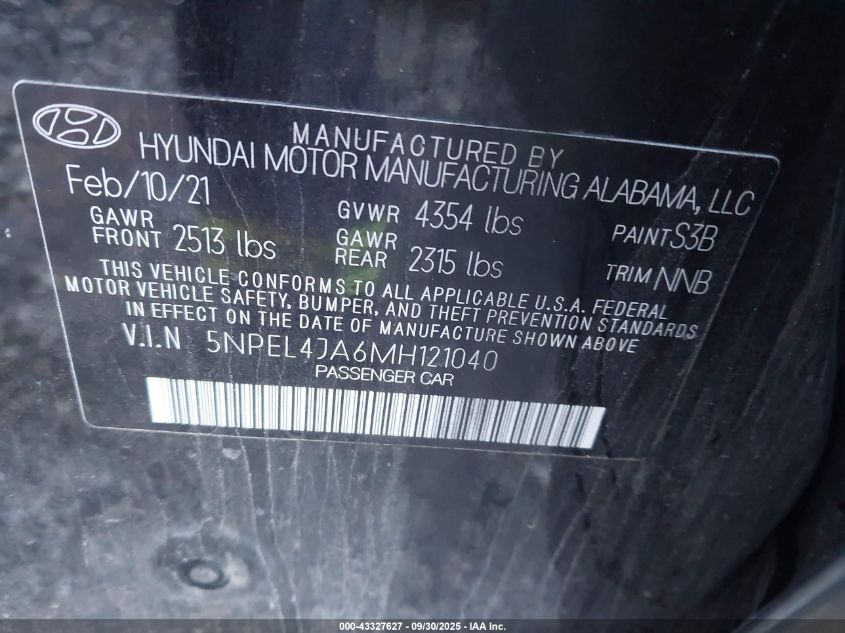 MANUFACTURED BY
HYUNDAI MOTOR MANUFACTURING ALABAMA, LLC
Feb/10/21
GAWR FRONT 2513 lbs
GVWR 4354 lbs
GAWR REAR 2315 lbs
PAINT S3B
TRIM NNB
THIS VEHICLE CONFORMS TO ALL APPLICABLE U.S.A. FEDERAL
MOTOR VEHICLE SAFETY, BUMPER, AND THEFT PREVENTION STANDARDS
IN EFFECT ON THE DATE OF MANUFACTURE SHOWN ABOVE
V.I.N 5NPEL4JA6MH121040
PASSENGER CAR
000-43327627 - 09/30/2025 - IAA Inc.